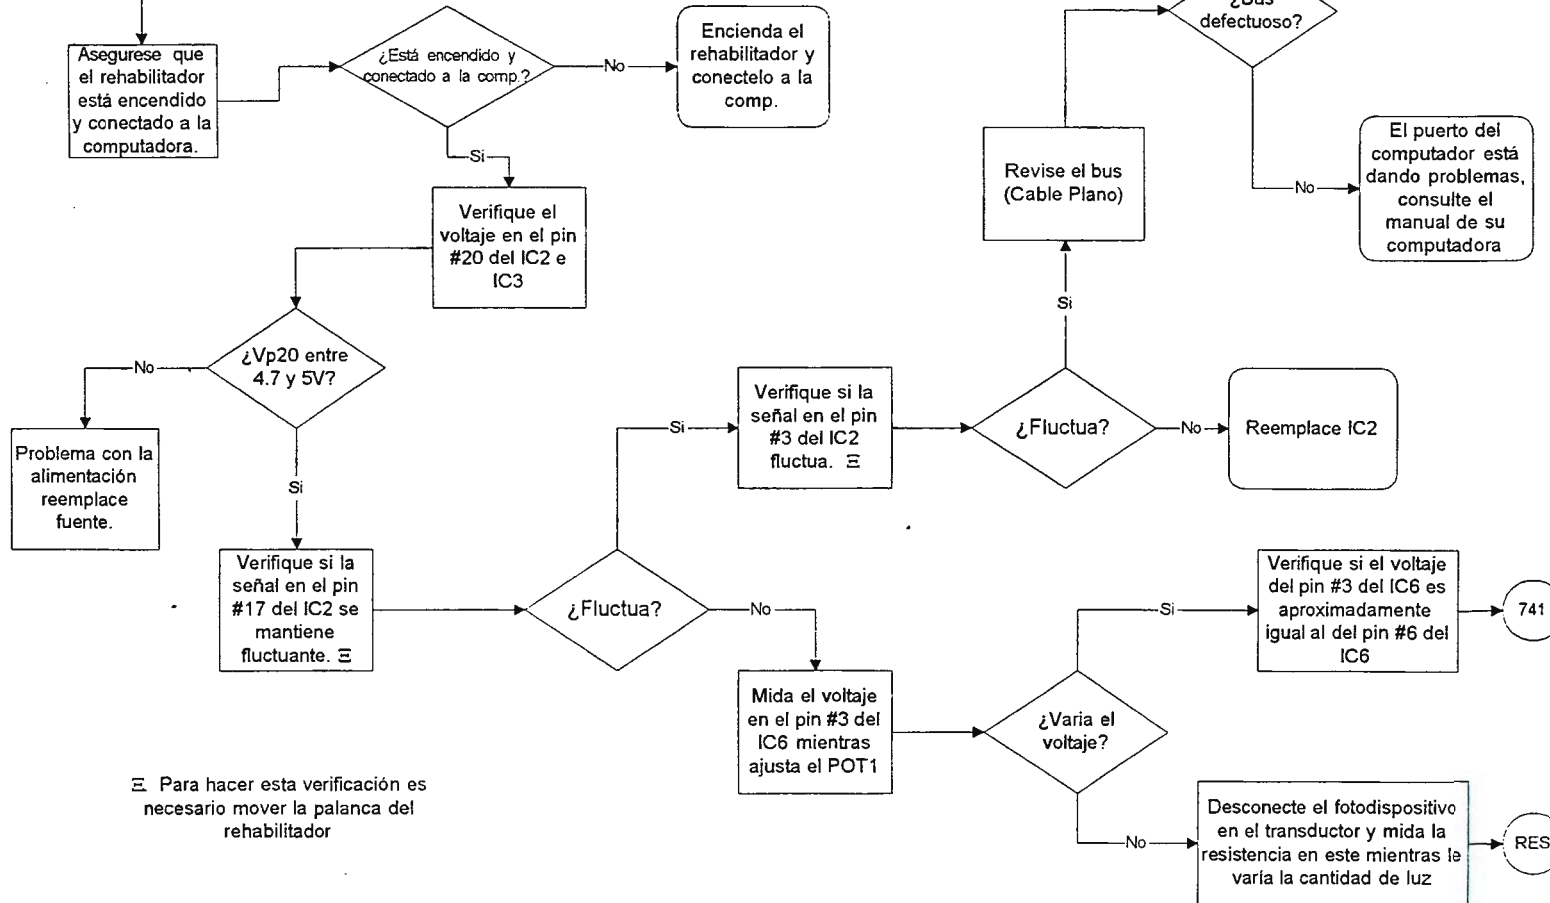 ¿Bus
defectuoso?
Asegurese que
el rehabilitador
está encendido
y conectado a la
computadora.
¿Está encendido y
conectado a la comp.?
No
Encienda el
rehabilitador y
conectelo a la
comp.
Si
Verifique el
voltaje en el pin
#20 del IC2 e
IC3
Revise el bus
(Cable Plano)
No
El puerto del
computador está
dando problemas,
consulte el
manual de su
computadora
Si
¿Vp20 entre
4.7 y 5V?
No
Problema con la
alimentación
reemplace
fuente.
Si
Verifique si la
señal en el pin
#17 del IC2 se
mantiene
fluctuante. Ξ
¿Fluctua?
Si
Verifique si la
señal en el pin
#3 del IC2
fluctua. Ξ
¿Fluctua?
No
Reemplace IC2
No
Mida el voltaje
en el pin #3 del
IC6 mientras
ajusta el POT1
¿Varia el
voltaje?
Si
Verifique si el voltaje
del pin #3 del IC6 es
aproximadamente
igual al del pin #6 del
IC6
741
No
Desconecte el fotodispositivo
en el transductor y mida la
resistencia en este mientras le
varía la cantidad de luz
RES
Ξ Para hacer esta verificación es
necesario mover la palanca del
rehabilitador